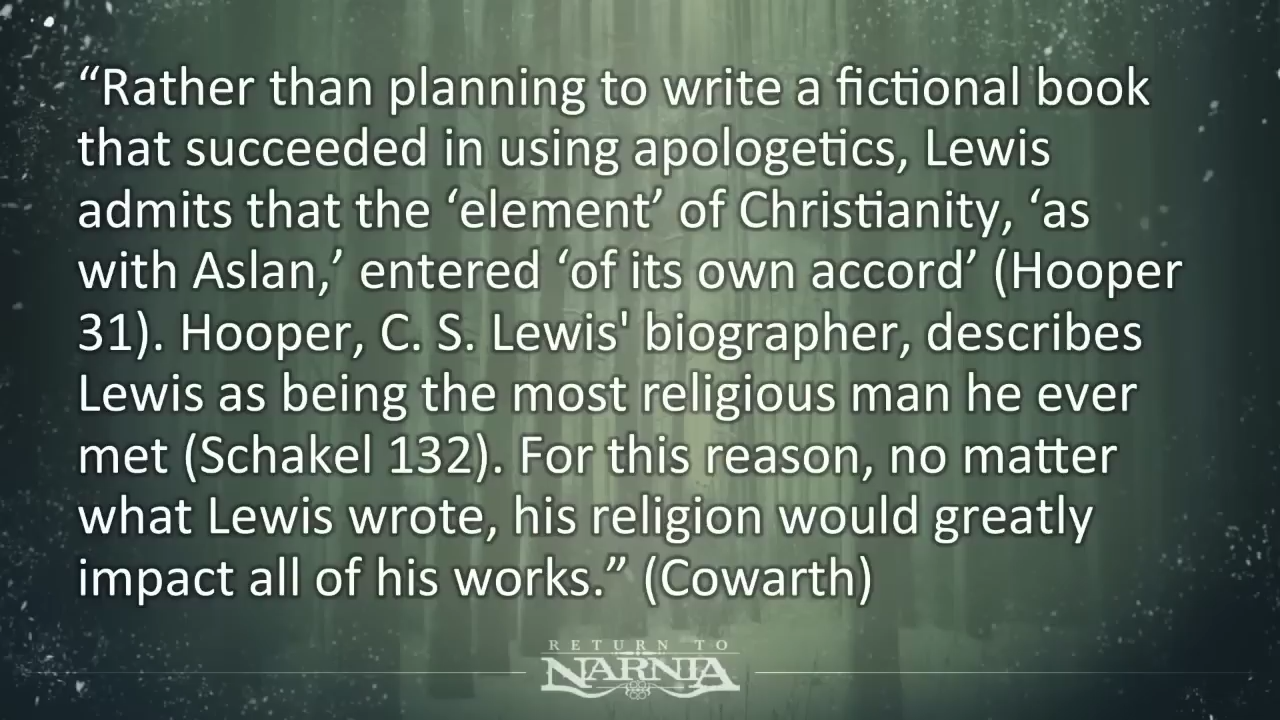 “Rather than planning to write a fictional book
that succeeded in using apologetics, Lewis
admits that the ‘element’ of Christianity, ‘as
with Aslan,’ entered ‘of its own accord’ (Hooper
31). Hooper, C. S. Lewis' biographer, describes
Lewis as being the most religious man he ever
met (Schakel 132). For this reason, no matter
what Lewis wrote, his religion would greatly
impact all of his works.” (Cowarth)
RETURN TO
NARNIA